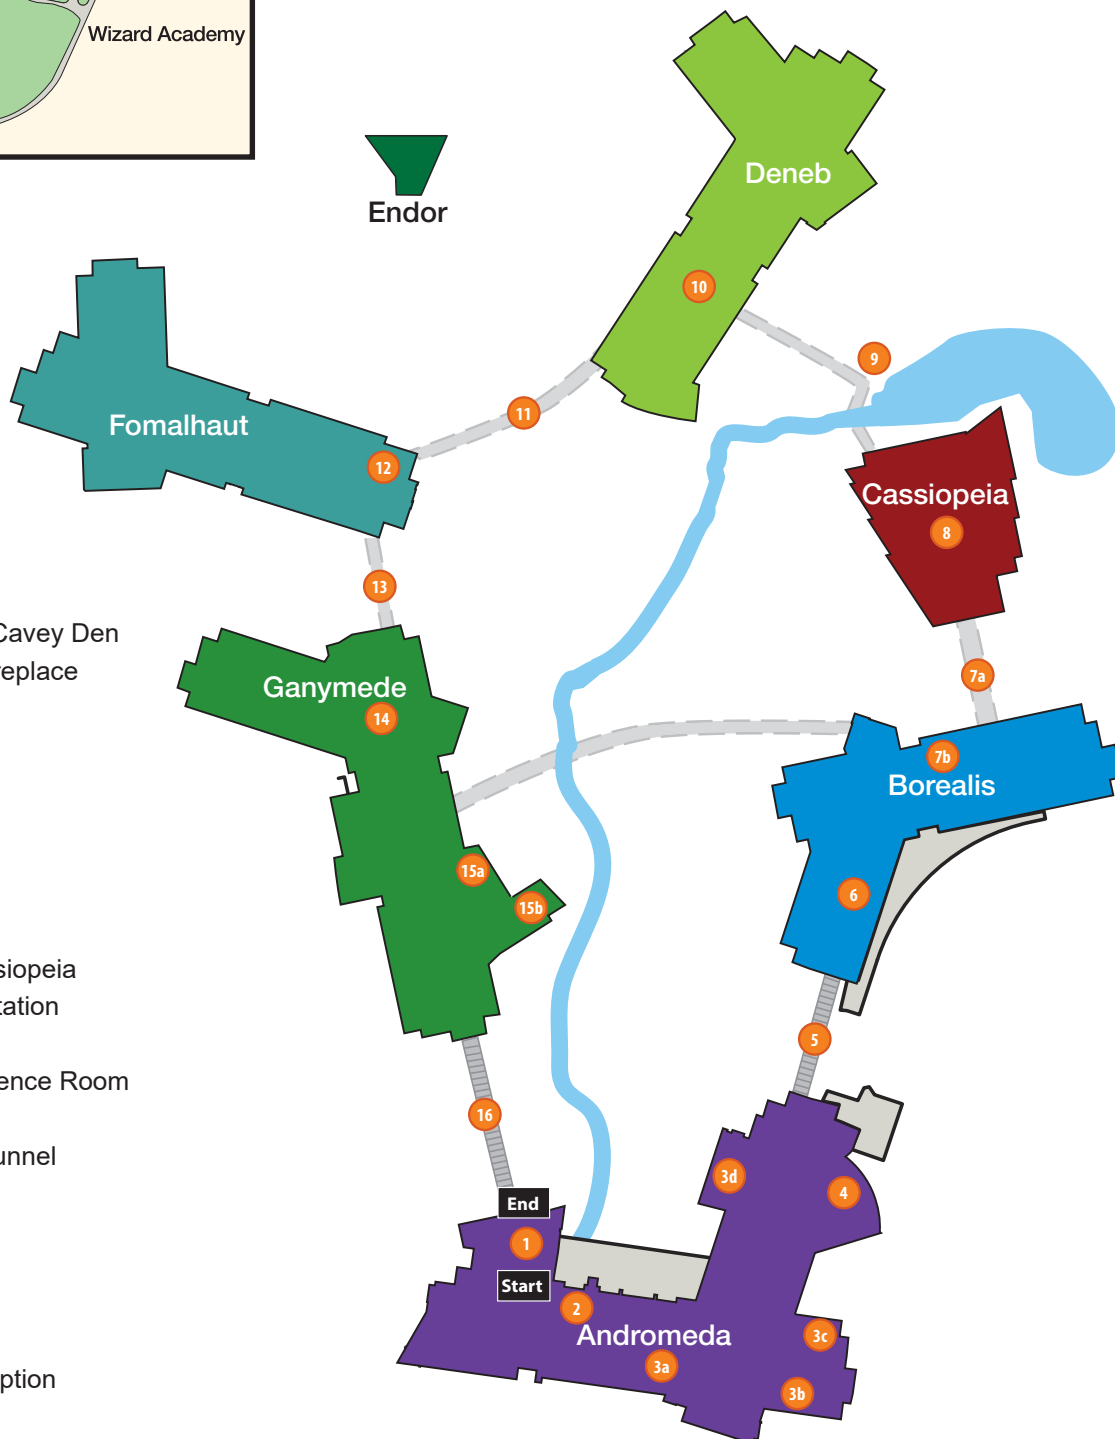 Wizard Academy
Deneb
Endor
10
9
Fomalhaut
11
12
Cassiopeia
8
13
Cavey Den
replace
7a
Ganymede
14
7b
Borealis
15a
6
15b
siopeia
tation
5
ence Room
16
unnel
3d
4
End
1
Start
2
Andromeda
3c
3a
ption
3b